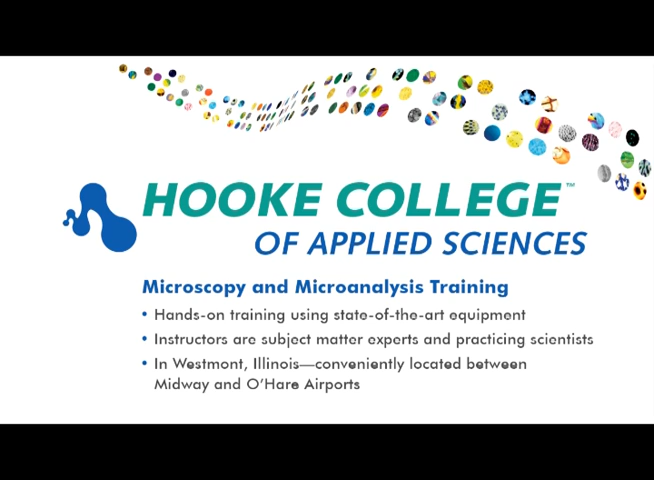 HOOKE COLLEGE™
OF APPLIED SCIENCES
Microscopy and Microanalysis Training
• Hands-on training using state-of-the-art equipment
• Instructors are subject matter experts and practicing scientists
• In Westmont, Illinois—conveniently located between
Midway and O'Hare Airports